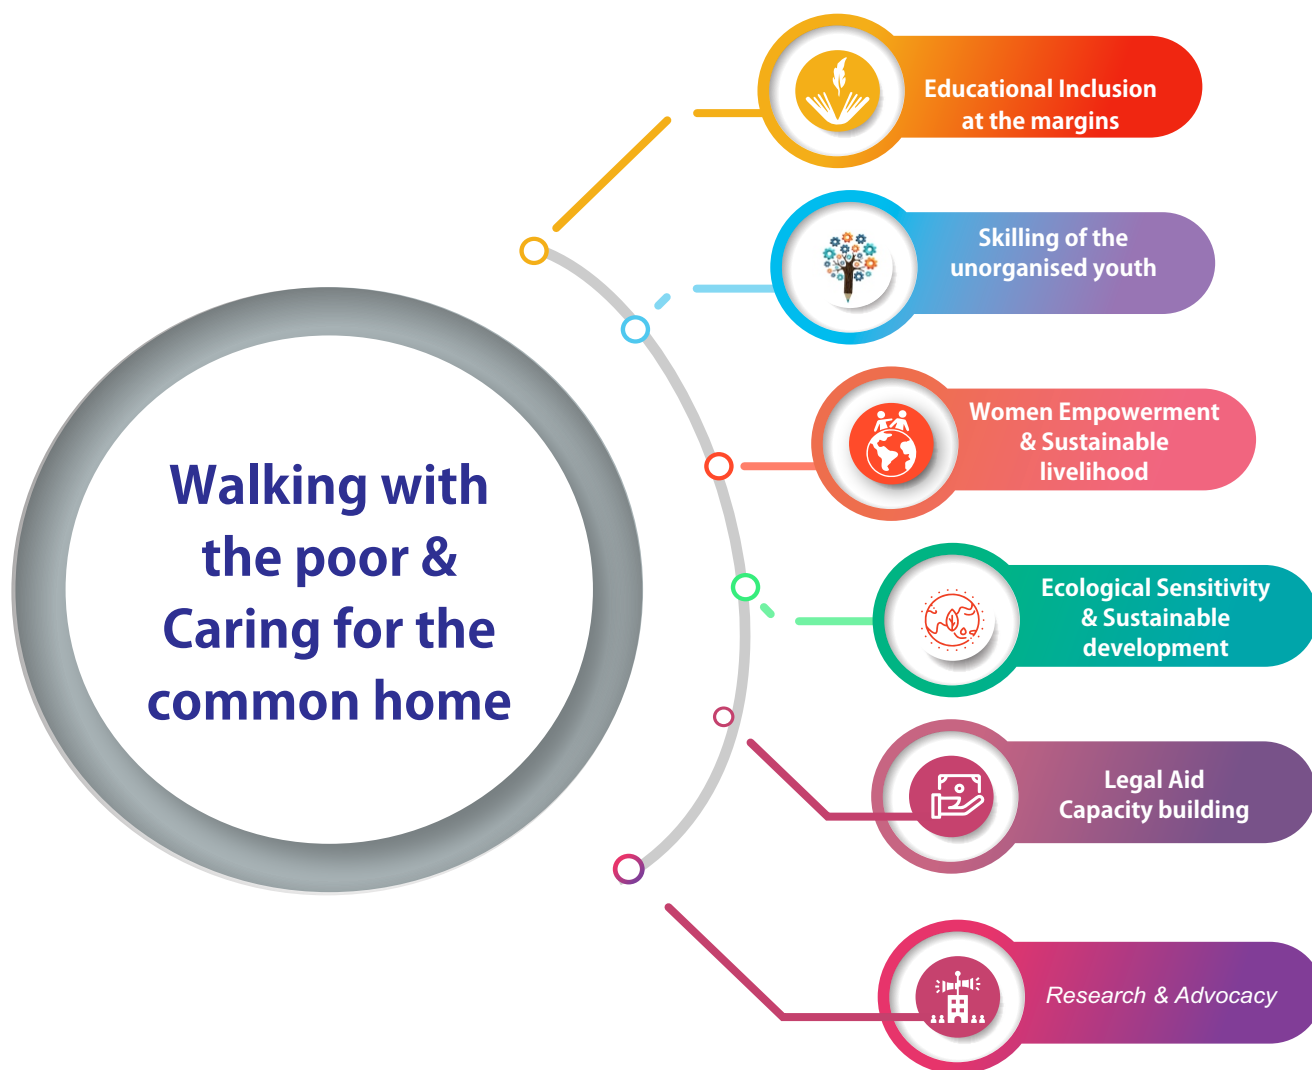 Walking with
the poor &
Caring for the
common home
Educational Inclusion
at the margins
Skilling of the
unorganised youth
Women Empowerment
& Sustainable
livelihood
Ecological Sensitivity
& Sustainable
development
Legal Aid
Capacity building
Research & Advocacy